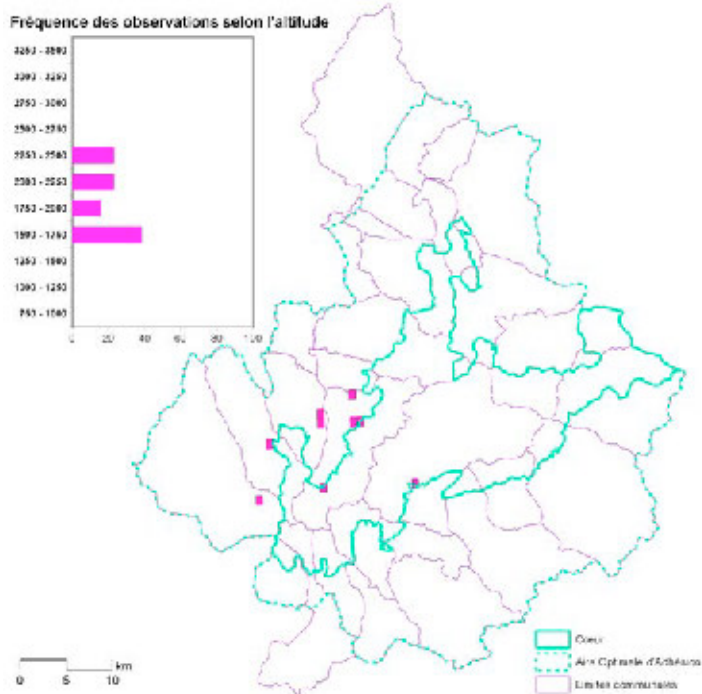 Fréquence des observations selon l'altitude
3250 - 3500
3000 - 3250
2750 - 3000
2500 - 2750
2250 - 2500
2000 - 2250
1750 - 2000
1500 - 1750
1250 - 1500
1000 - 1250
750 - 1000
0 20 40 60 80 100
Coeur
Aire Optimale d'Adhésion
Limites communales
km
0 5 10